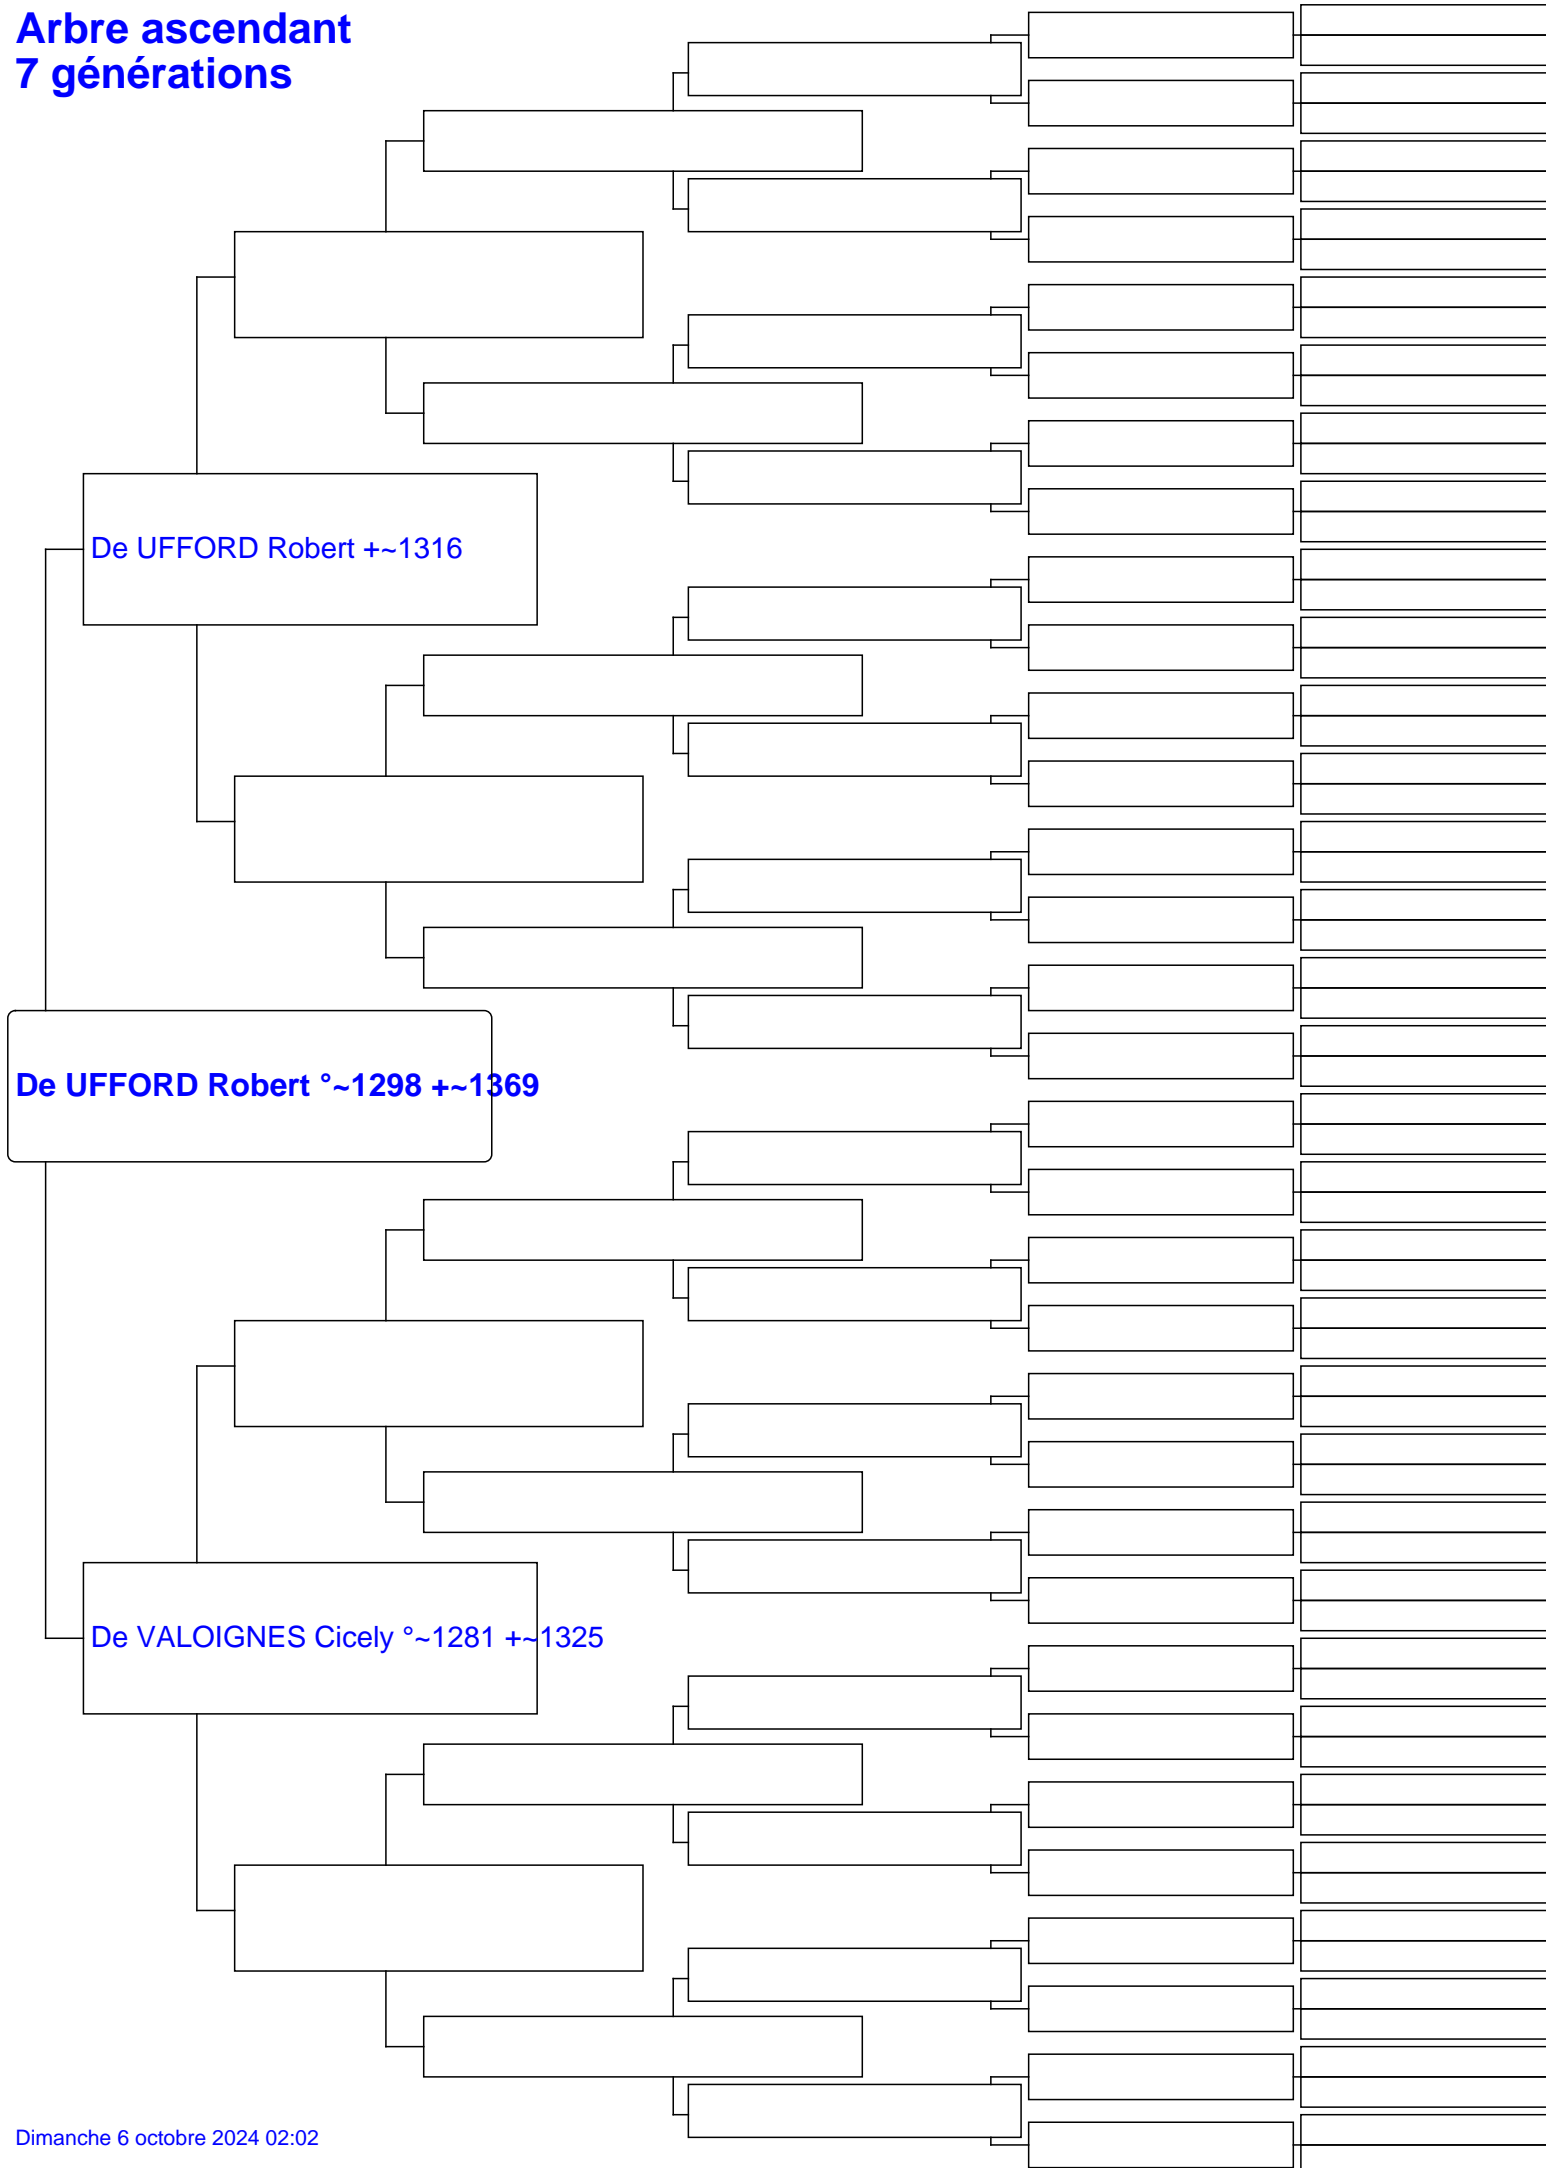 Arbre ascendant
7 générations
De UFFORD Robert +~1316
De UFFORD Robert °~1298 +~1369
De VALOIGNES Cicely °~1281 +~1325
Dimanche 6 octobre 2024 02:02